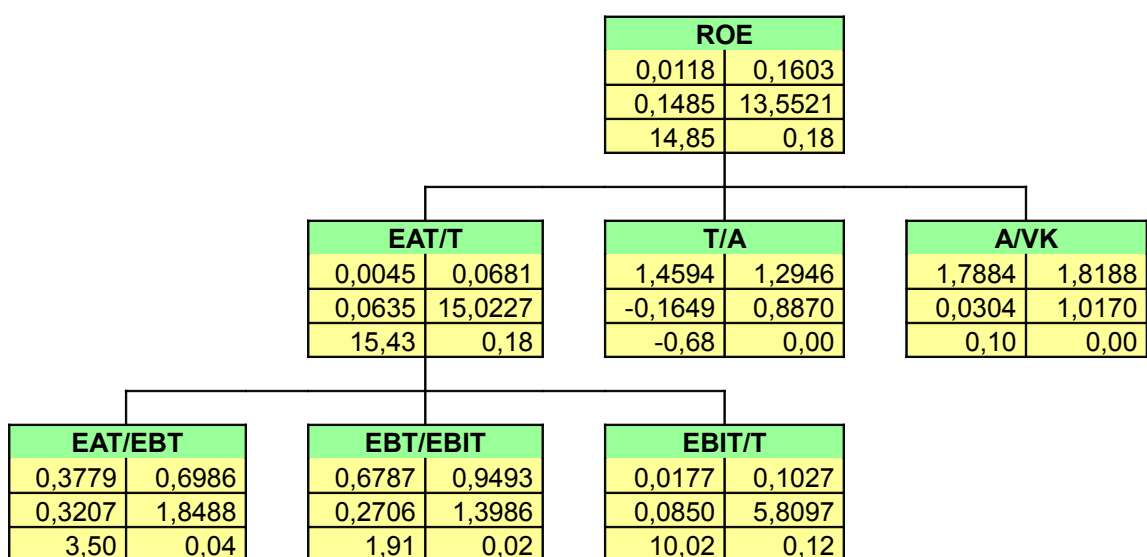 ROE
0,0118 0,1603
0,1485 13,5521
14,85 0,18
EAT/T T/A A/VK
0,0045 0,0681 1,4594 1,2946 1,7884 1,8188
0,0635 15,0227 -0,1649 0,8870 0,0304 1,0170
15,43 0,18 -0,68 0,00 0,10 0,00
EAT/EBT EBT/EBIT EBIT/T
0,3779 0,6986 0,6787 0,9493 0,0177 0,1027
0,3207 1,8488 0,2706 1,3986 0,0850 5,8097
3,50 0,04 1,91 0,02 10,02 0,12